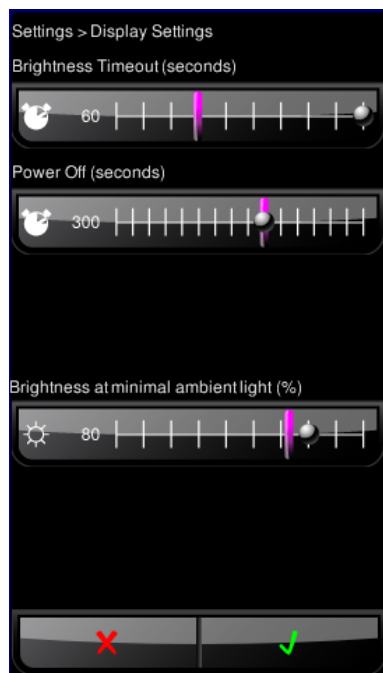 Settings > Display Settings
Brightness Timeout (seconds)
60
Power Off (seconds)
300
Brightness at minimal ambient light (%)
80